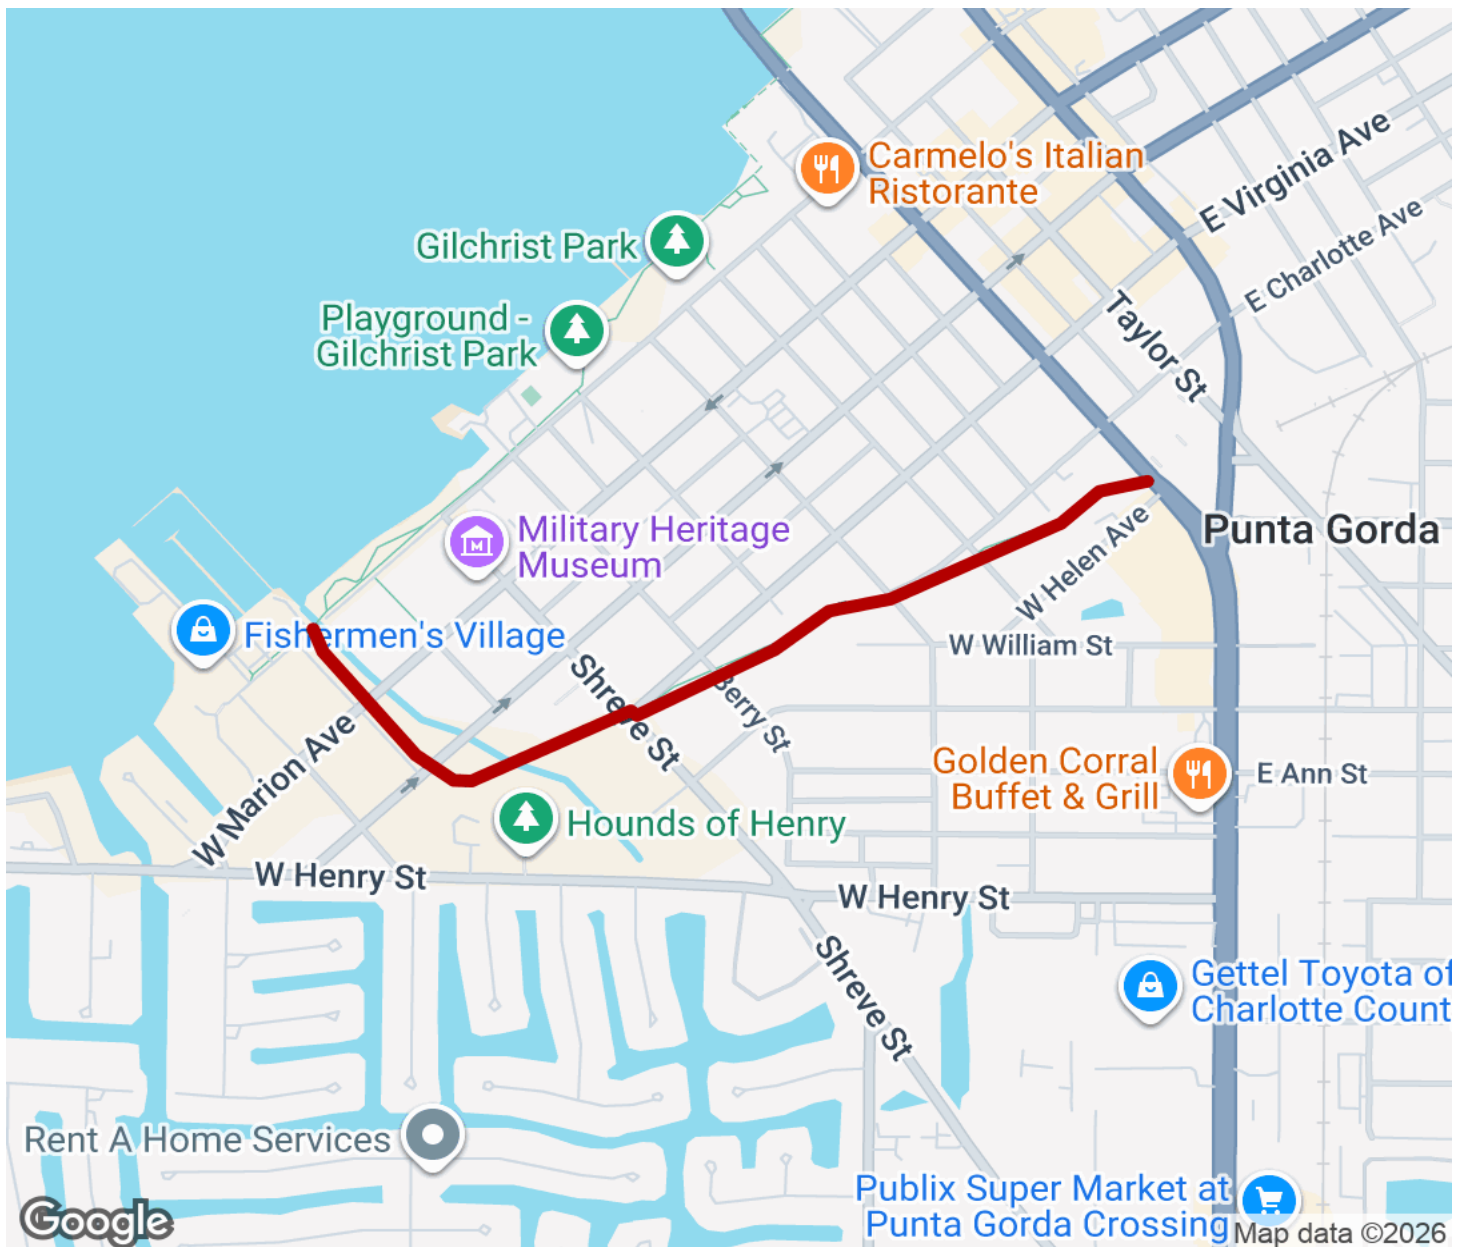 Carmelo's Italian
Ristorante
E Virginia Ave
E Charlotte Ave
Gilchrist Park
Playground -
Gilchrist Park
Taylor St
Military Heritage
Museum
Punta Gorda
W Helen Ave
Fishermen's Village
W William St
Shreve St
Berry St
W Marion Ave
Golden Corral
Buffet & Grill
E Ann St
Hounds of Henry
W Henry St
W Henry St
Shreve St
Gettel Toyota of
Charlotte Count
Rent A Home Services
Publix Super Market at
Punta Gorda Crossing
Google
Map data ©2026